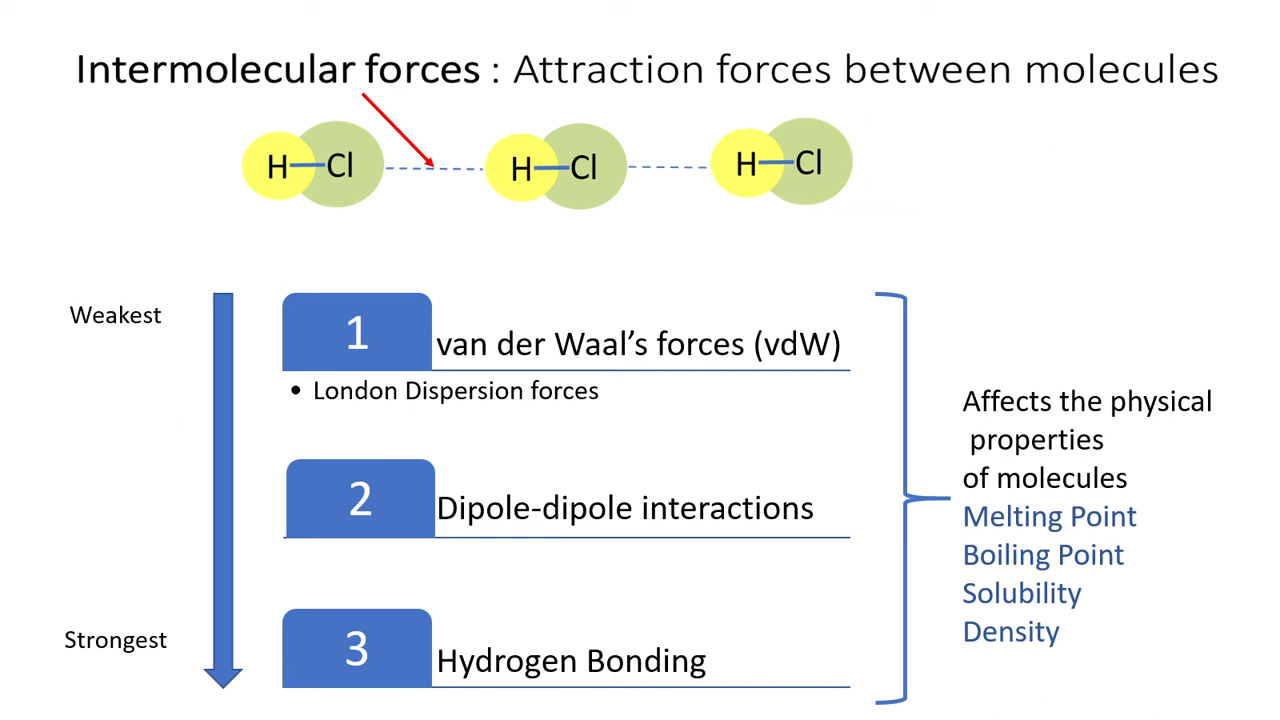 Intermolecular forces : Attraction forces between molecules
H Cl H Cl H Cl
Weakest
1
van der Waal’s forces (vdW)
• London Dispersion forces
2
Dipole-dipole interactions
Strongest
3
Hydrogen Bonding
Affects the physical
properties
of molecules
Melting Point
Boiling Point
Solubility
Density